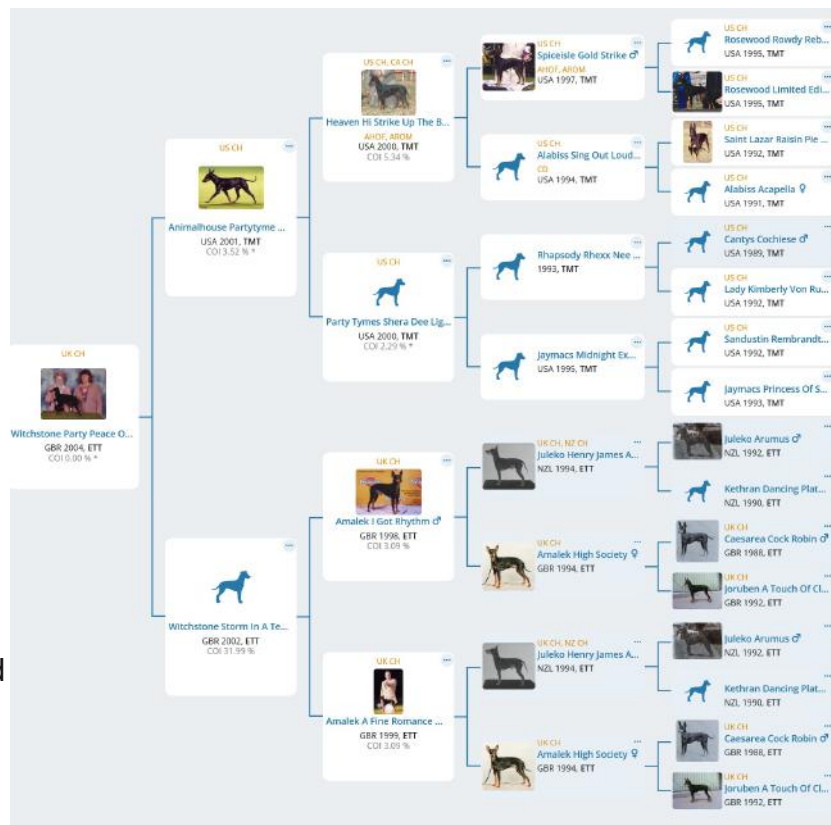 UK CH
Witchstone Party Peace O...
GBR 2004, ETT
COI 0.00 % *
US CH
Animalhouse Partytyme ...
USA 2001, TMT
COI 3.52 % *
Witchstone Storm In A Te...
GBR 2002, ETT
COI 31.99 %
US CH, CA CH
Heaven Hi Strike Up The B...
AHOF, AROM
USA 2000, TMT
COI 5.34 %
US CH
Party Tymes Shera Dee Lig...
USA 2000, TMT
COI 2.29 % *
UK CH
Amalek I Got Rhythm ♂
GBR 1998, ETT
COI 3.09 %
UK CH
Amalek A Fine Romance ...
GBR 1999, ETT
COI 3.09 %
US CH
Spiceisle Gold Strike ♂
AHOF, AROM
USA 1997, TMT
US CH
Alabiss Sing Out Loud...
CD
USA 1994, TMT
Rhapsody Rhexx Nee ...
1993, TMT
Jaymacs Midnight Ex...
USA 1995, TMT
UK CH, NZ CH
Juleko Henry James A...
NZL 1994, ETT
UK CH
Amalek High Society ♀
GBR 1994, ETT
UK CH, NZ CH
Juleko Henry James A...
NZL 1994, ETT
UK CH
Amalek High Society ♀
GBR 1994, ETT
US CH
Rosewood Rowdy Reb...
USA 1995, TMT
US CH
Rosewood Limited Edi...
USA 1995, TMT
US CH
Saint Lazar Raisin Pie ...
USA 1992, TMT
US CH
Alabiss Acapella ♀
USA 1991, TMT
US CH
Cantys Cochiese ♂
USA 1989, TMT
US CH
Lady Kimberly Von Ru...
USA 1992, TMT
US CH
Sandustin Rembrandt...
USA 1992, TMT
Jaymacs Princess Of S...
USA 1993, TMT
Juleko Arumus ♂
NZL 1992, ETT
Kethran Dancing Plat...
NZL 1990, ETT
UK CH
Caesarea Cock Robin ♂
GBR 1988, ETT
UK CH
Joruben A Touch Of Cl...
GBR 1992, ETT
Juleko Arumus ♂
NZL 1992, ETT
Kethran Dancing Plat...
NZL 1990, ETT
UK CH
Caesarea Cock Robin ♂
GBR 1988, ETT
UK CH
Joruben A Touch Of Cl...
GBR 1992, ETT
d